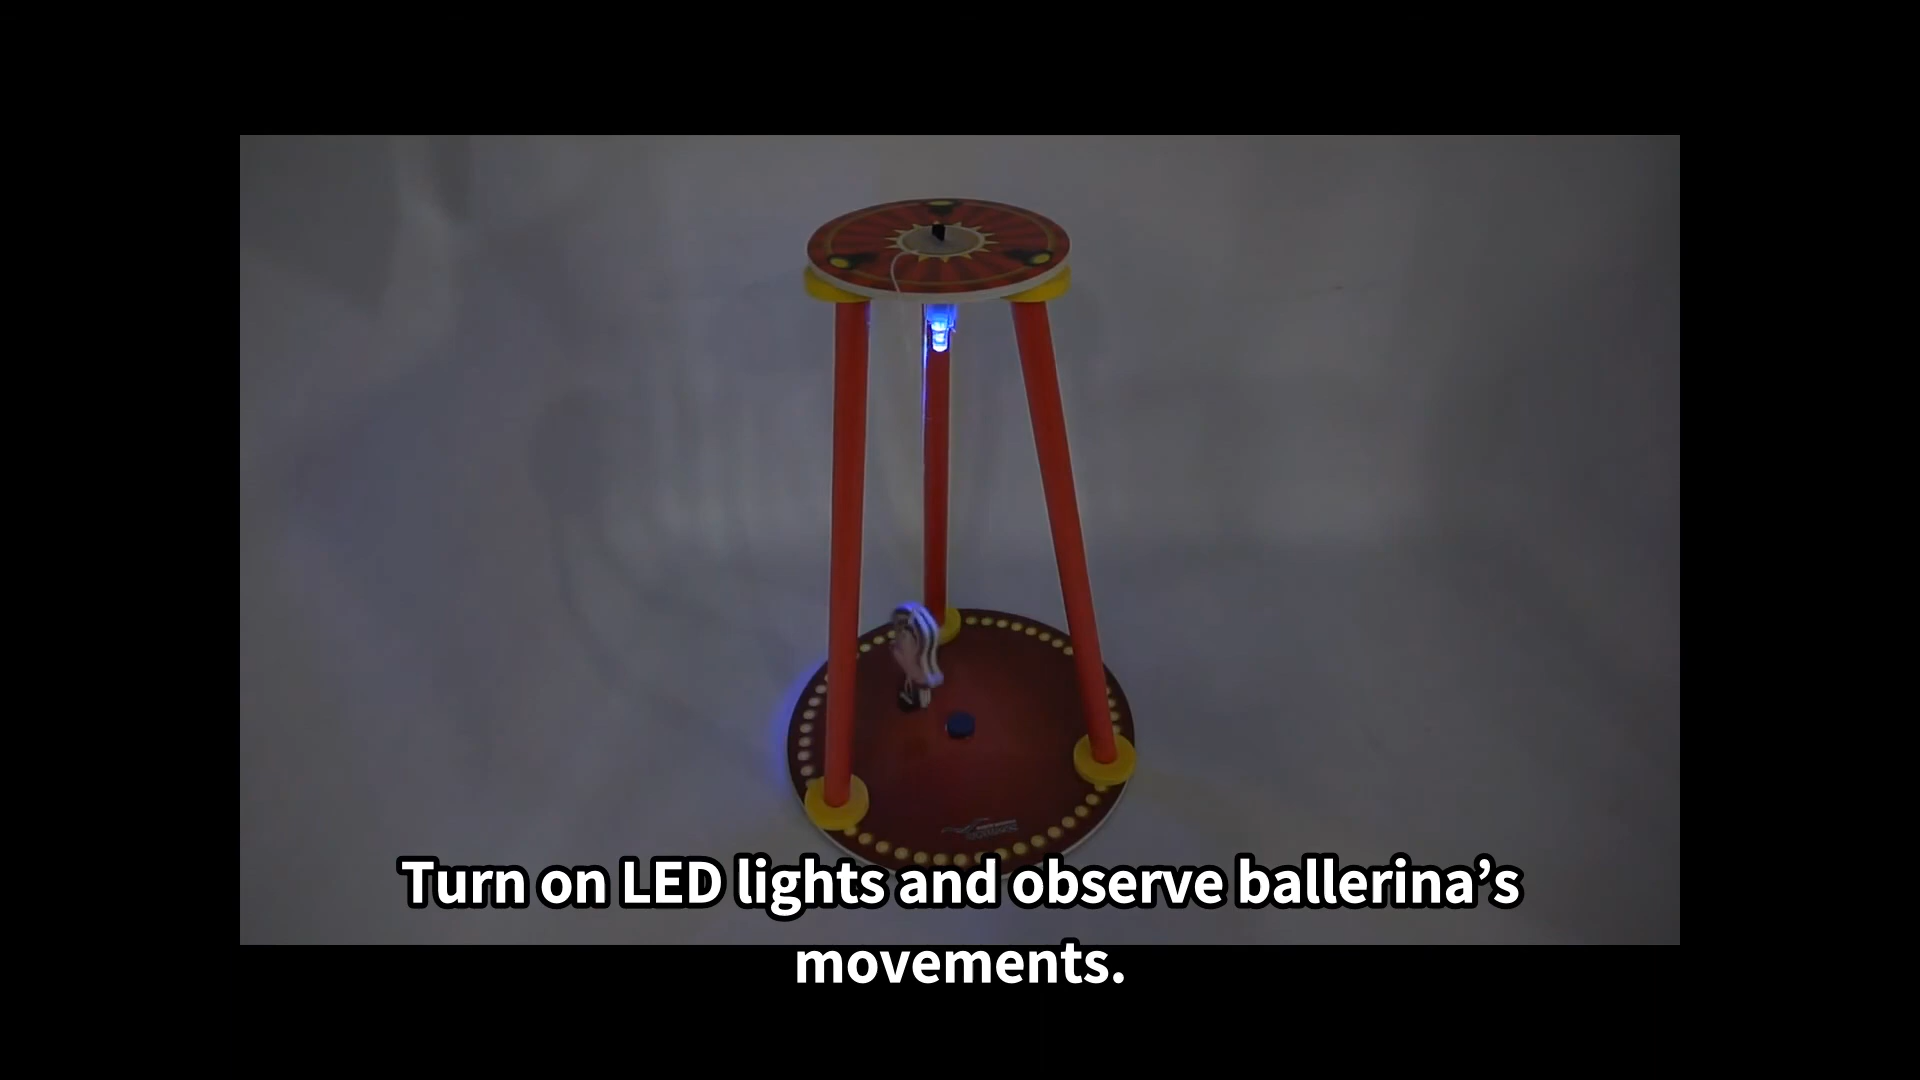 Turn on LED lights and observe ballerina’s
movements.